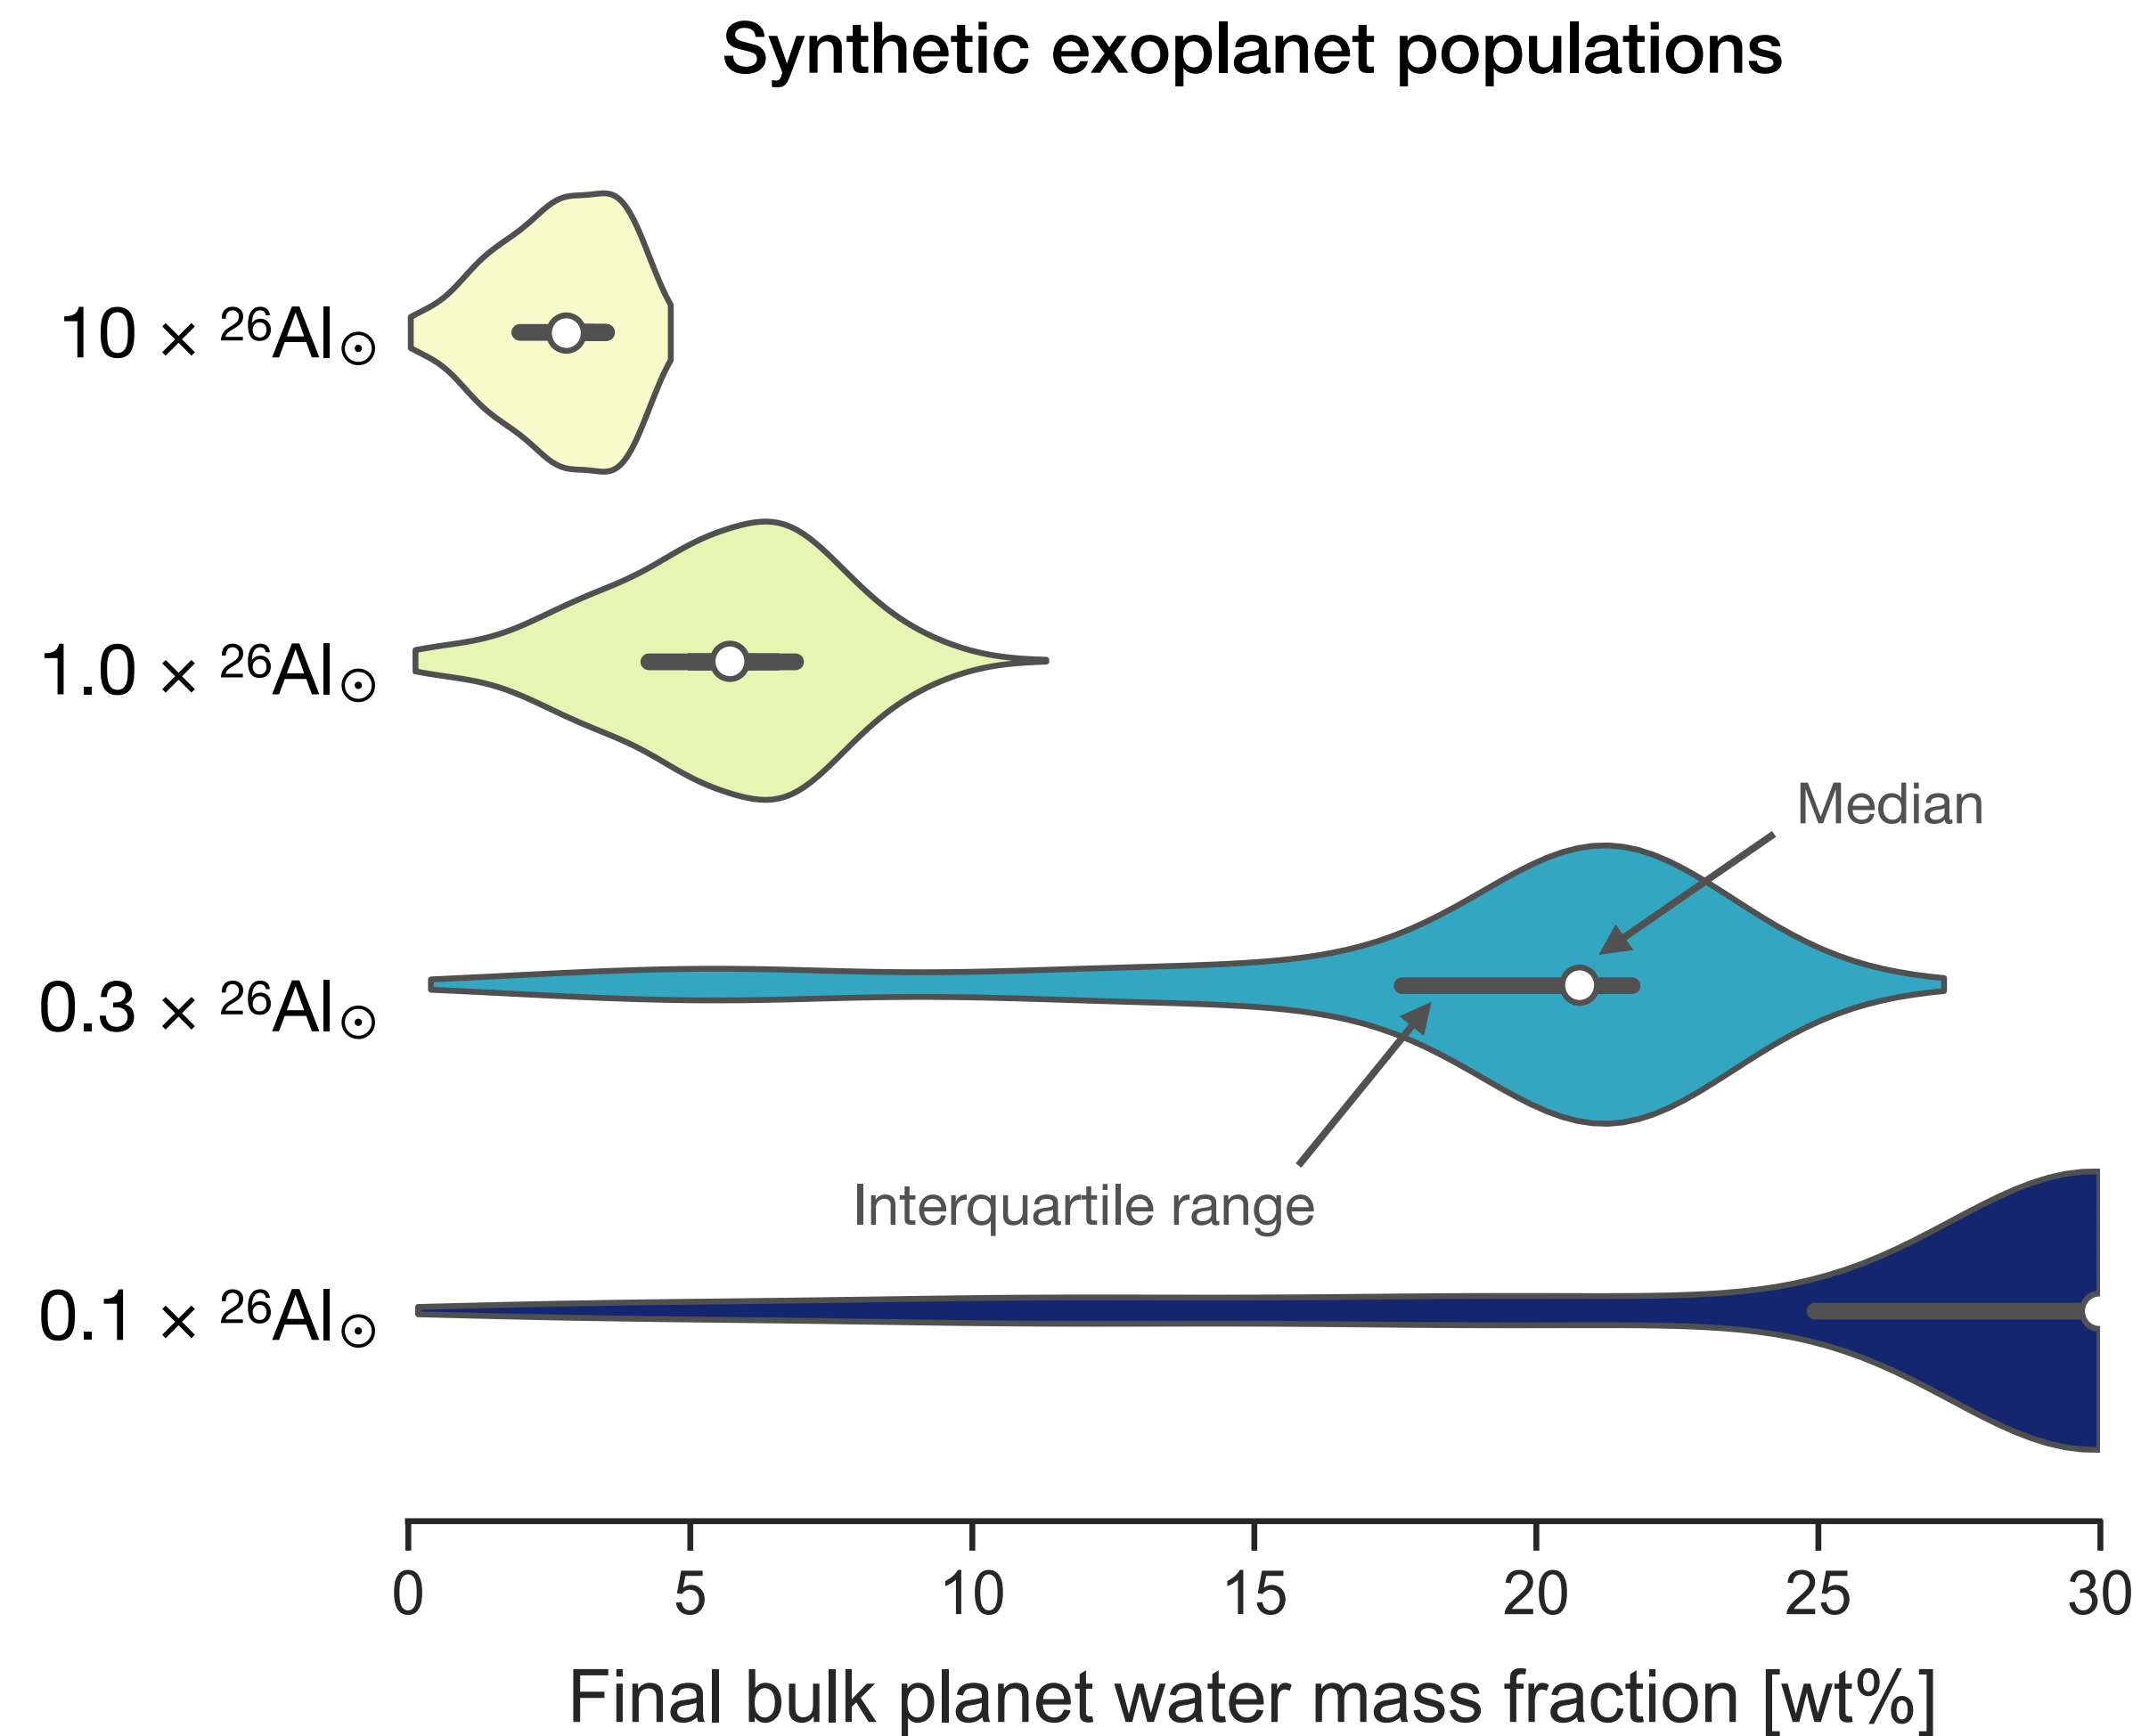 Synthetic exoplanet populations
10 × ²⁶Al☉
1.0 × ²⁶Al☉
Median
0.3 × ²⁶Al☉
Interquartile range
0.1 × ²⁶Al☉
0 5 10 15 20 25 30
Final bulk planet water mass fraction [wt%]